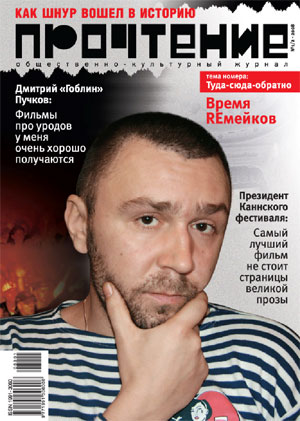 КАК ШНУР ВОШЕЛ В ИСТОРИЮ
ПРОЧТЕНИЕ
общественно-культурный журнал
тема номера:
Туда-сюда-обратно
Время
REмейков
Дмитрий «Гоблин»
Пучков:
Фильмы
про уродов
у меня
очень хорошо
получаются
Президент
Каннского
фестиваля:
Самый
лучший
фильм
не стоит
страницы
великой
прозы